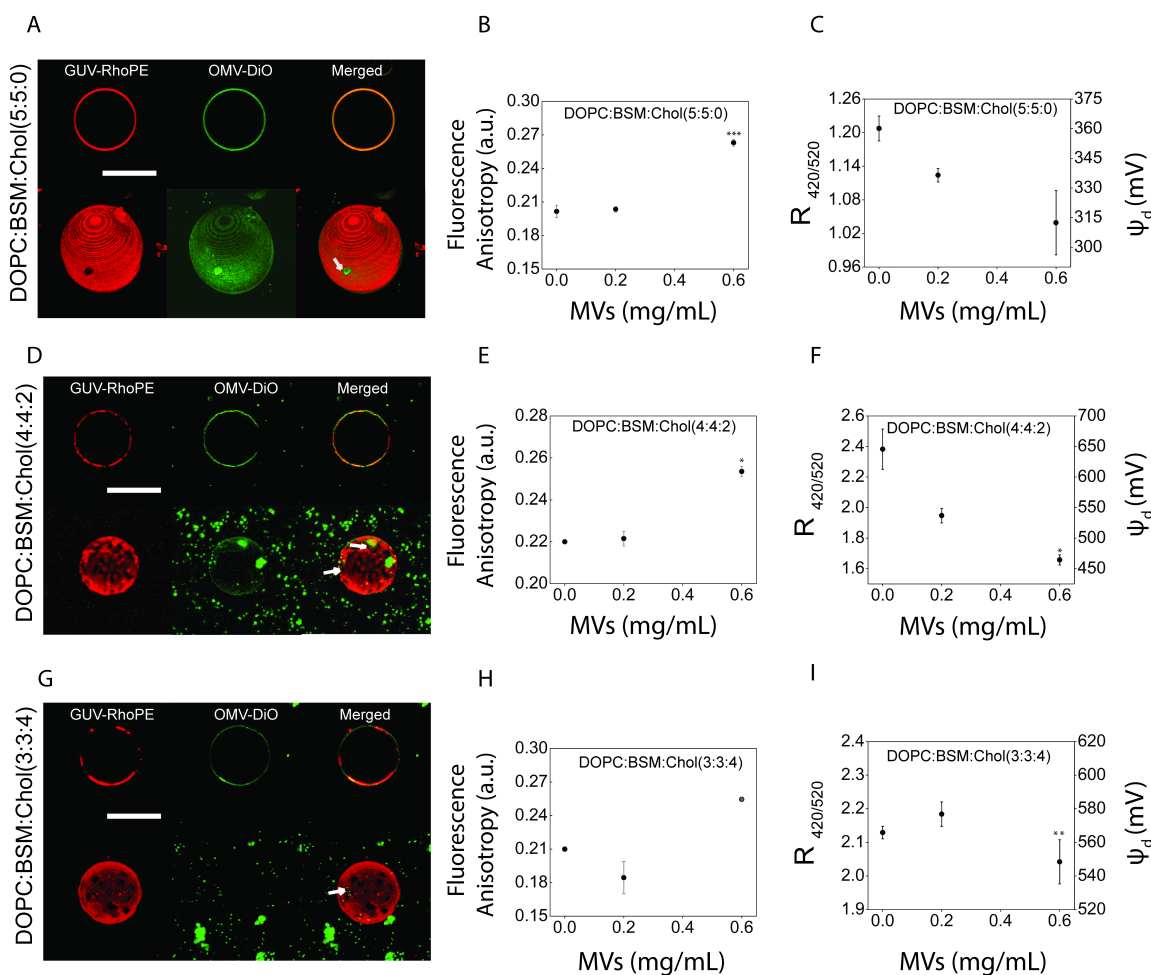 A
B
C
DOPC:BSM:Chol(5:5:0)
GUV-RhoPE OMV-DiO Merged
Fluorescence
Anisotropy (a.u.)
0.30
0.27
0.24
0.21
0.18
0.15
DOPC:BSM:Chol(5:5:0)
***
0.0 0.2 0.4 0.6
MVs (mg/mL)
R 420/520
1.26
1.20
1.14
1.08
1.02
0.96
DOPC:BSM:Chol(5:5:0)
375
360
345
330
315
300
ψd (mV)
0.0 0.2 0.4 0.6
MVs (mg/mL)
D
E
F
DOPC:BSM:Chol(4:4:2)
GUV-RhoPE OMV-DiO Merged
Fluorescence
Anisotropy (a.u.)
0.28
0.26
0.24
0.22
0.20
DOPC:BSM:Chol(4:4:2)
*
0.0 0.2 0.4 0.6
MVs (mg/mL)
R 420/520
2.6
2.4
2.2
2.0
1.8
1.6
DOPC:BSM:Chol(4:4:2)
*
700
650
600
550
500
450
ψd (mV)
0.0 0.2 0.4 0.6
MVs (mg/mL)
G
H
I
DOPC:BSM:Chol(3:3:4)
GUV-RhoPE OMV-DiO Merged
Fluorescence
Anisotropy (a.u.)
0.30
0.27
0.24
0.21
0.18
0.15
DOPC:BSM:Chol(3:3:4)
0.0 0.2 0.4 0.6
MVs (mg/mL)
R 420/520
2.4
2.3
2.2
2.1
2.0
1.9
DOPC:BSM:Chol(3:3:4)
**
620
600
580
560
540
520
ψd (mV)
0.0 0.2 0.4 0.6
MVs (mg/mL)